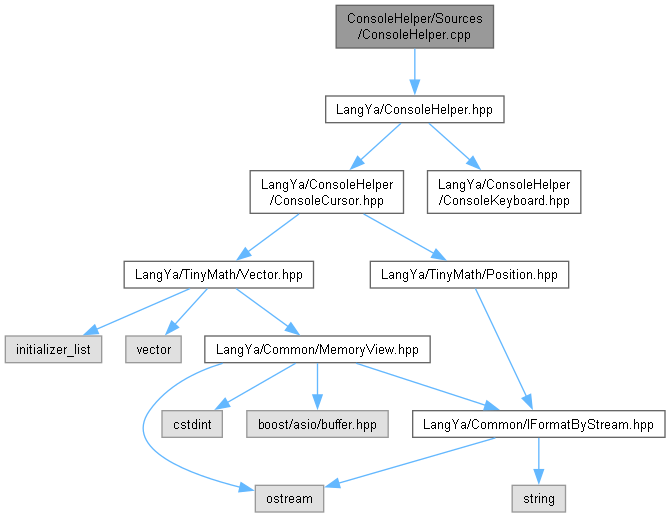 ConsoleHelper/Sources
/ConsoleHelper.cpp
LangYa/ConsoleHelper.hpp
LangYa/ConsoleHelper
/ConsoleCursor.hpp
LangYa/ConsoleHelper
/ConsoleKeyboard.hpp
LangYa/TinyMath/Vector.hpp
LangYa/TinyMath/Position.hpp
initializer_list
vector
LangYa/Common/MemoryView.hpp
cstdint
boost/asio/buffer.hpp
LangYa/Common/IFormatByStream.hpp
ostream
string